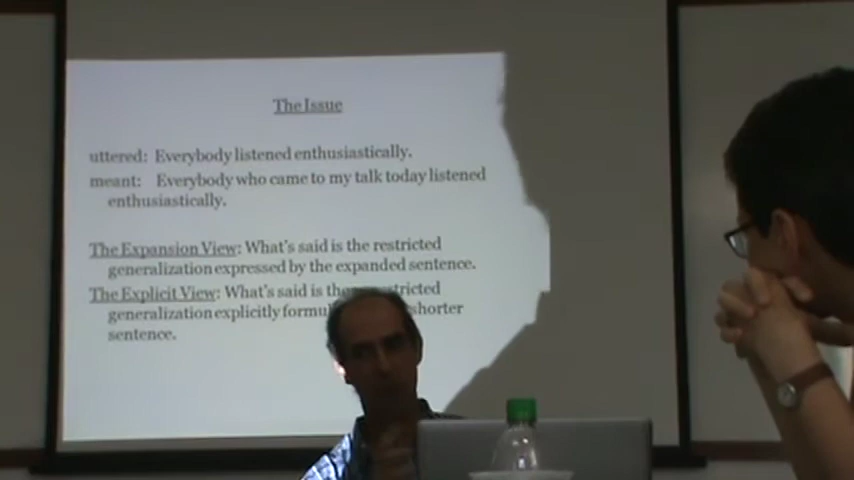 The Issue
uttered: Everybody listened enthusiastically.
meant: Everybody who came to my talk today listened
enthusiastically.
The Expansion View: What's said is the restricted
generalization expressed by the expanded sentence.
The Explicit View: What's said is the
generalization explicitly shorter
sentence.